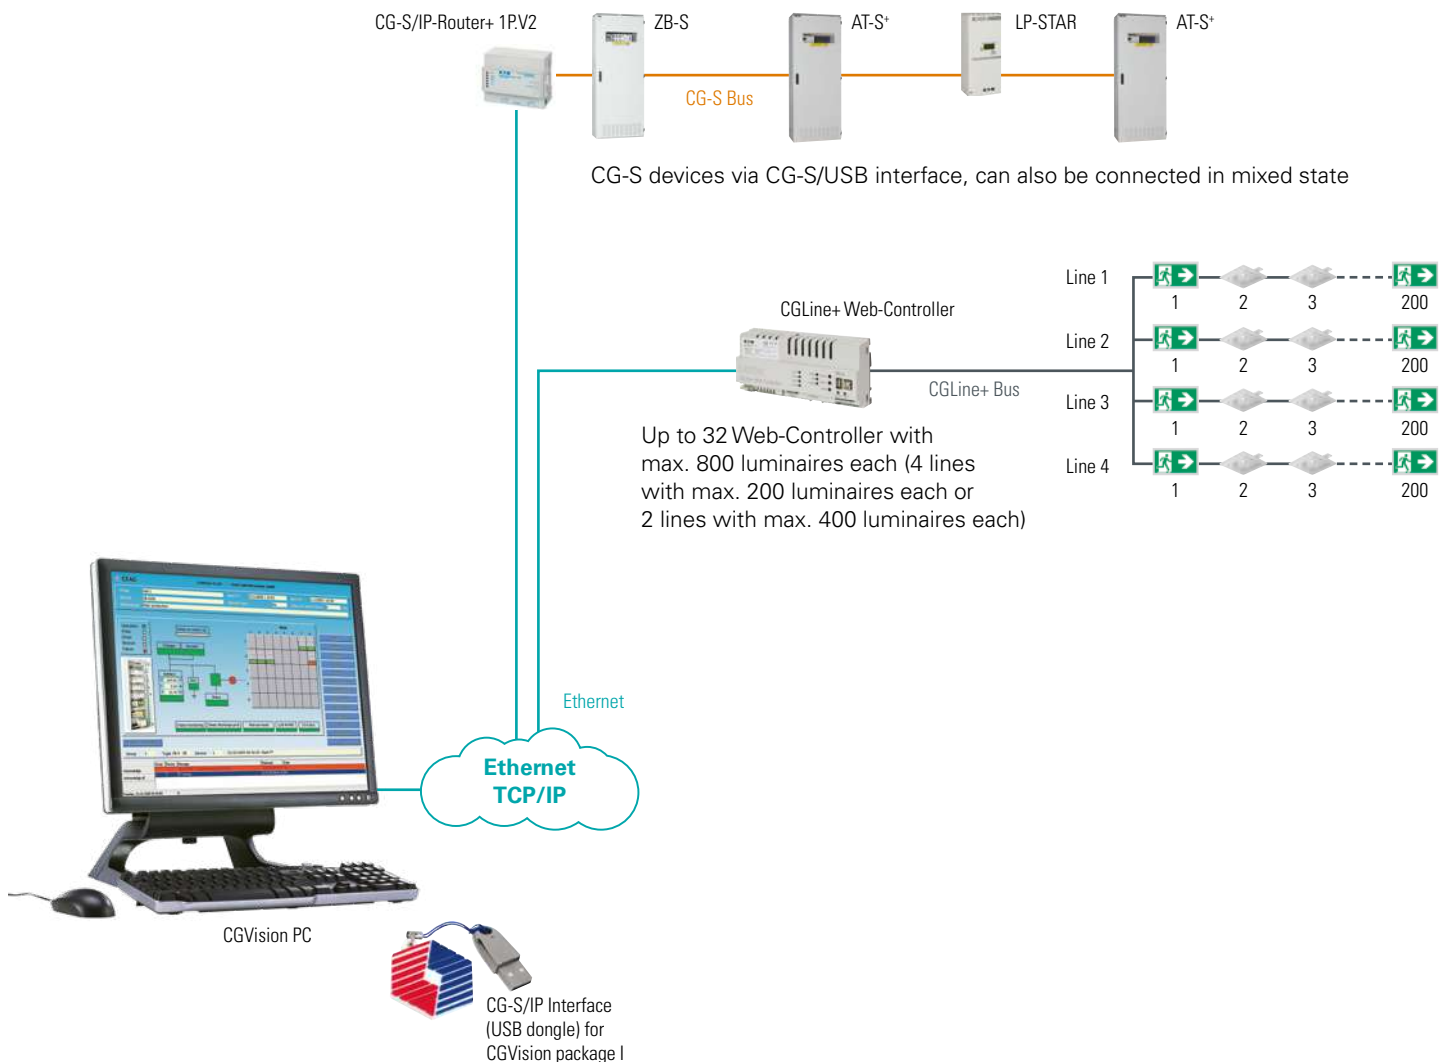 CG-S/IP-Router+ 1P.V2
ZB-S
AT-S+
LP-STAR
AT-S+
CG-S Bus
CG-S devices via CG-S/USB interface, can also be connected in mixed state
CGLine+ Web-Controller
CGLine+ Bus
Line 1
1 2 3 200
Line 2
1 2 3 200
Line 3
1 2 3 200
Line 4
1 2 3 200
Up to 32 Web-Controller with
max. 800 luminaires each (4 lines
with max. 200 luminaires each or
2 lines with max. 400 luminaires each)
Ethernet
Ethernet
TCP/IP
CGVision PC
CG-S/IP Interface
(USB dongle) for
CGVision package I